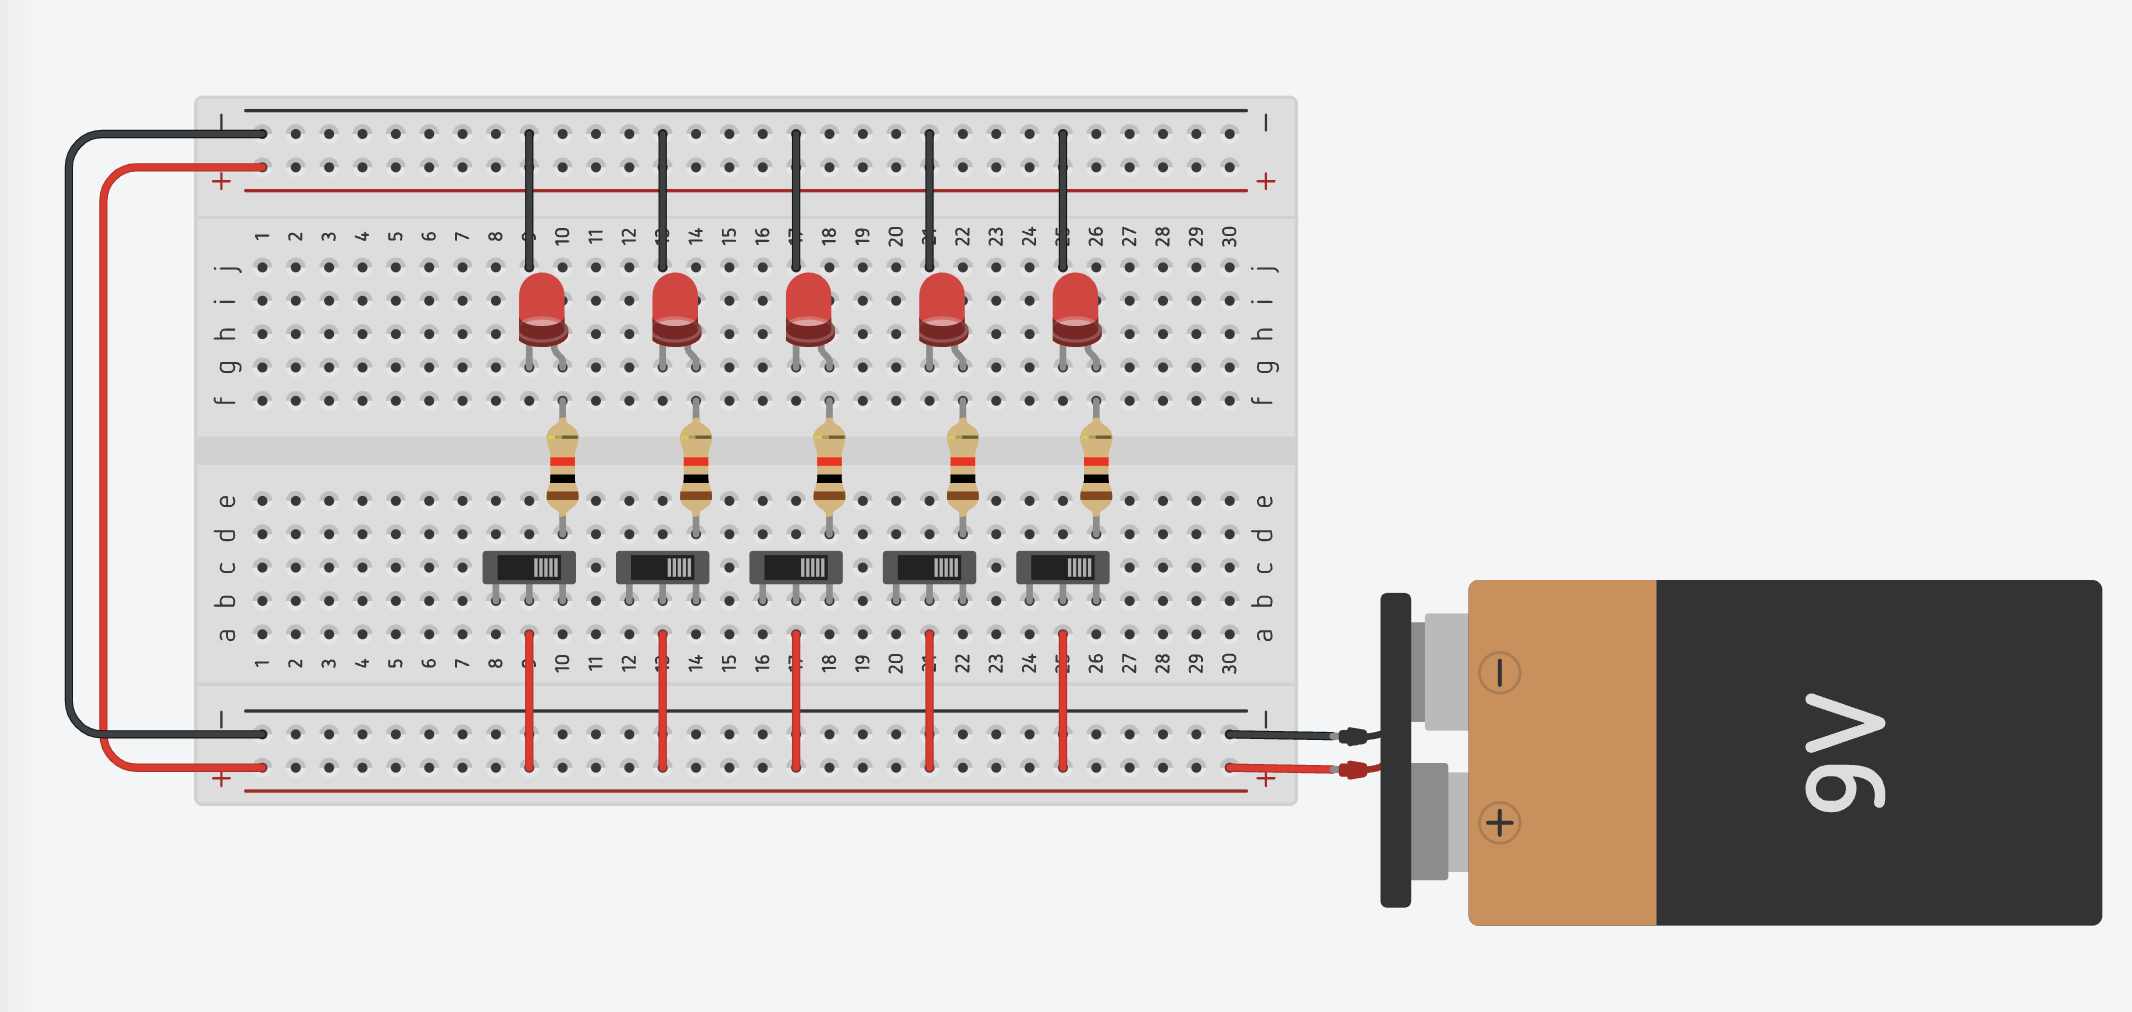 − −
+ +
1 2 3 4 5 6 7 8 9 10 11 12 13 14 15 16 17 18 19 20 21 22 23 24 25 26 27 28 29 30
j j
i i
h h
g g
f f
e e
d d
c c
b b
a a
1 2 3 4 5 6 7 8 9 10 11 12 13 14 15 16 17 18 19 20 21 22 23 24 25 26 27 28 29 30
− −
+ +
−
+
9V